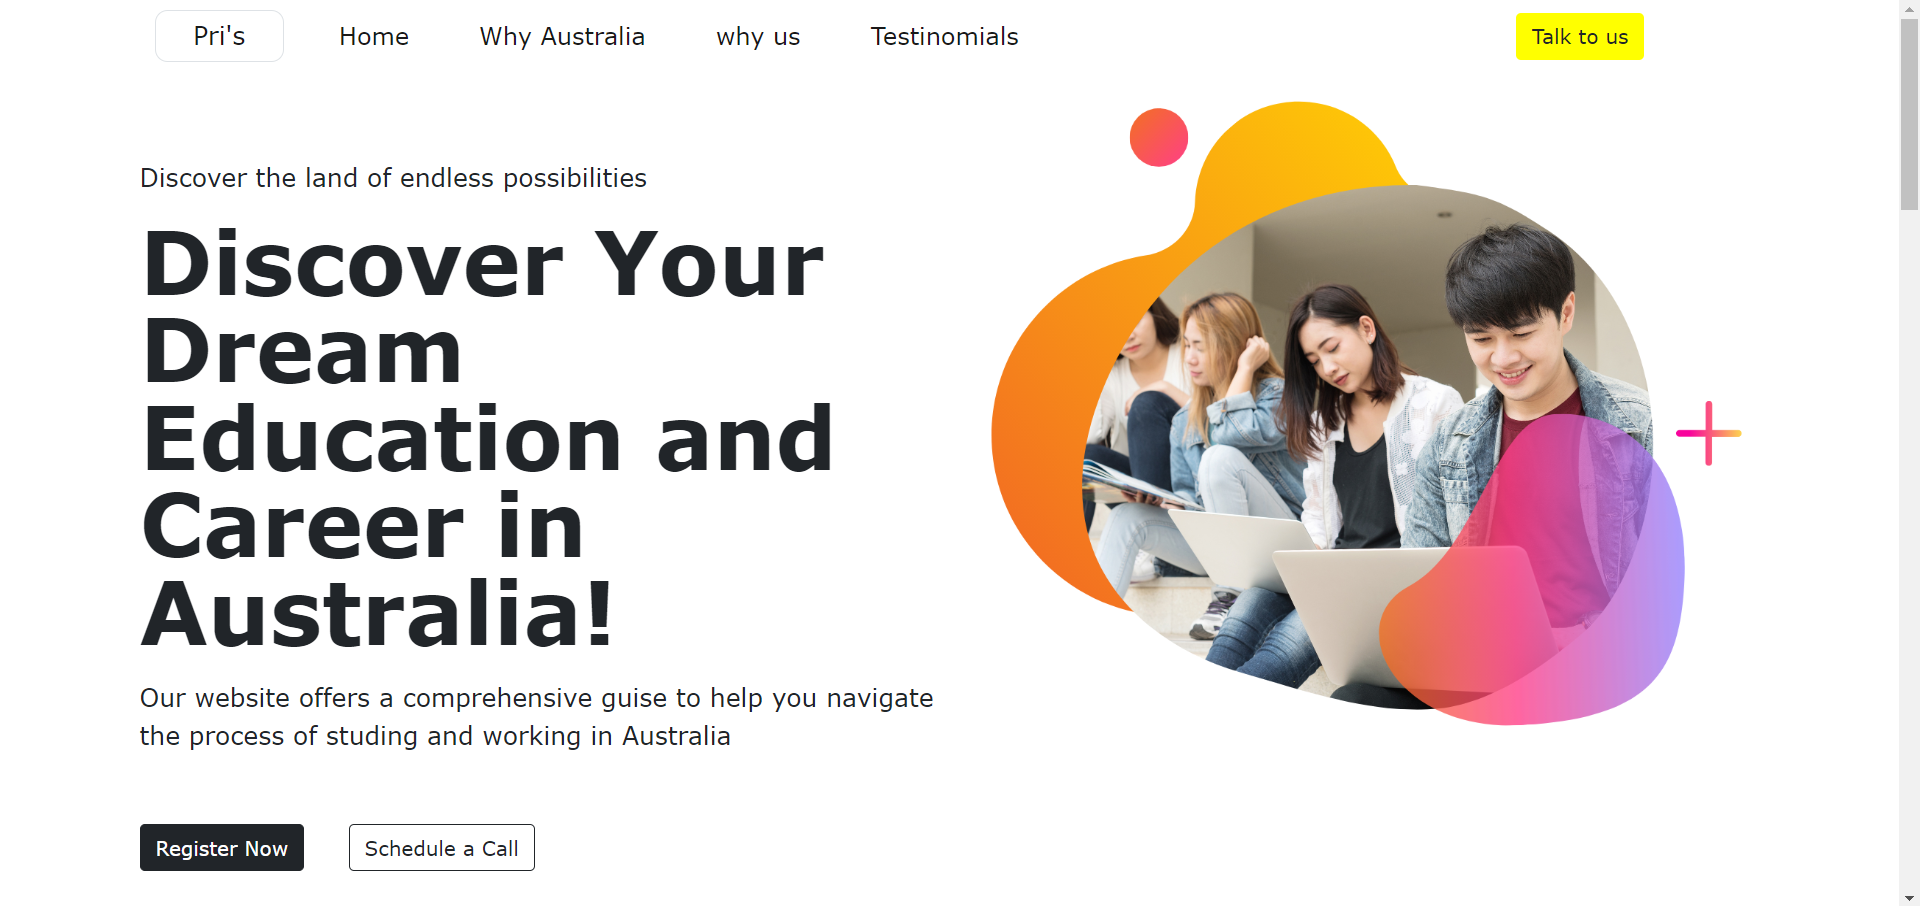 Pri's Home Why Australia why us Testinomials Talk to us
Discover the land of endless possibilities
Discover Your
Dream
Education and
Career in
Australia!
Our website offers a comprehensive guise to help you navigate
the process of studing and working in Australia
Register Now Schedule a Call